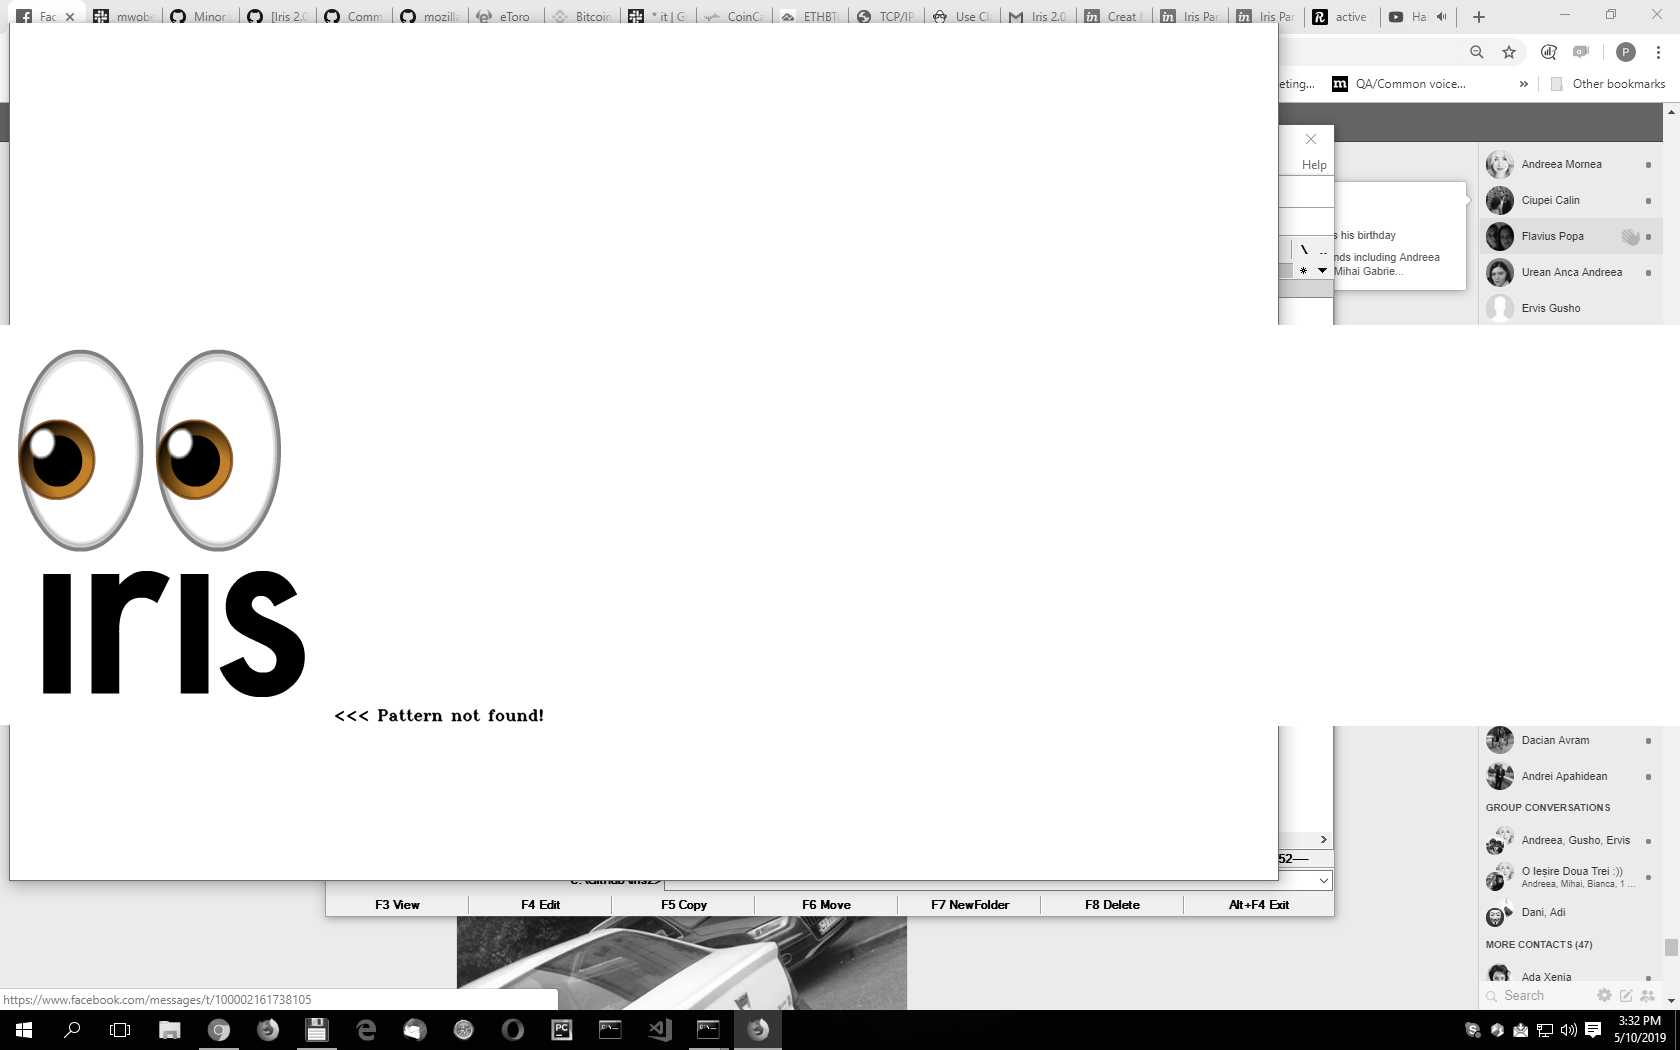 Fac
mwobe
Minor
[Iris 2.0
Comm
mozilla
eToro
Bitcoin
* it | G
CoinCa
ETHBT
TCP/IP
Use Cl
Iris 2.0
Creat
Iris Par
Iris Par
active
Ha
P
eting...
QA/Common voice...
»
Other bookmarks
Help
s his birthday
nds including Andreea
Mihai Gabrie...
\ ..
*
Andreea Mornea
Ciupei Calin
Flavius Popa
Urean Anca Andreea
Ervis Gusho
iris
<<< Pattern not found!
Dacian Avram
Andrei Apahidean
GROUP CONVERSATIONS
Andreea, Gusho, Ervis
O Ieșire Doua Trei :))
Andreea, Mihai, Bianca, 1 ...
Dani, Adi
MORE CONTACTS (47)
Ada Xenia
Search
52
F3 View
F4 Edit
F5 Copy
F6 Move
F7 NewFolder
F8 Delete
Alt+F4 Exit
https://www.facebook.com/messages/t/100002161738105
3:32 PM
5/10/2019